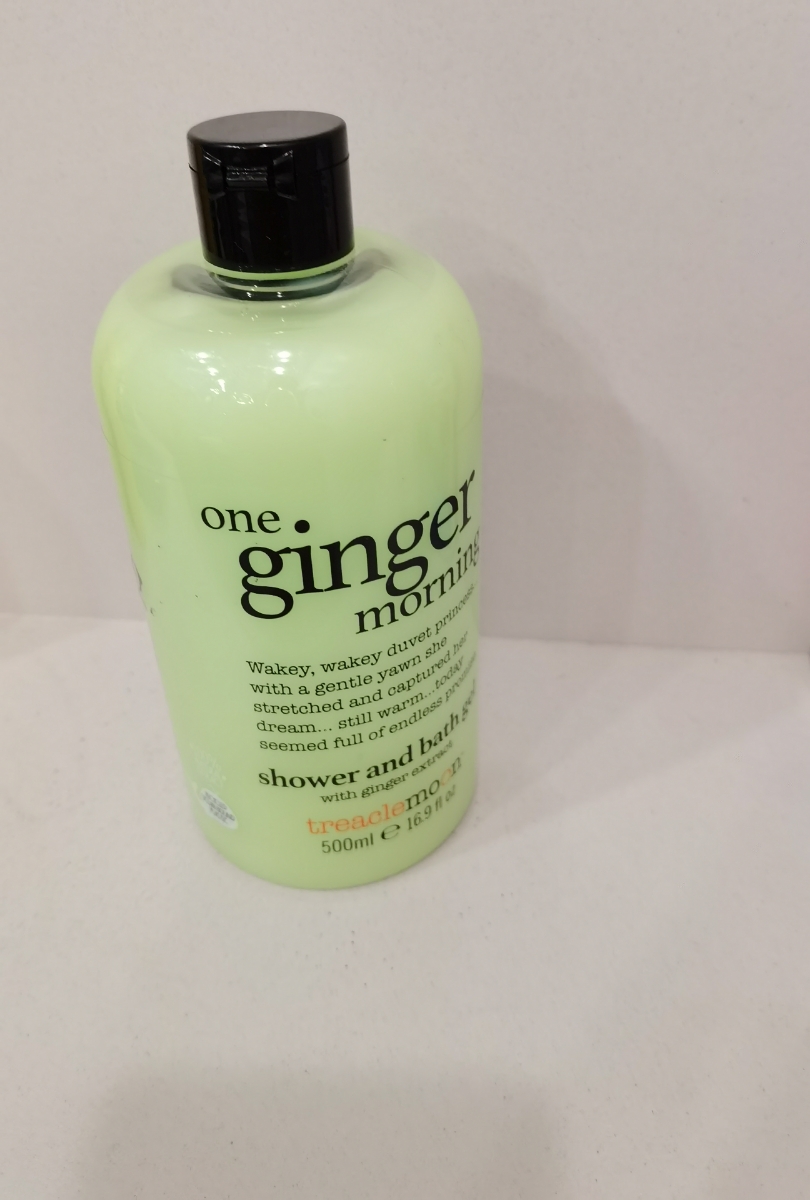 one
ginger
morning
Wakey, wakey duvet princess
with a gentle yawn she
stretched and captured her
dream... still warm...today
seemed full of endless
shower and bath gel
with ginger extract
treaclemoon
500ml e 16.9 fl oz